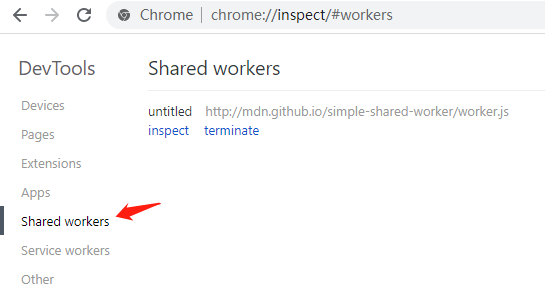 Chrome chrome://inspect/#workers
DevTools
Devices
Pages
Extensions
Apps
Shared workers
Service workers
Other
Shared workers
untitled http://mdn.github.io/simple-shared-worker/worker.js
inspect terminate